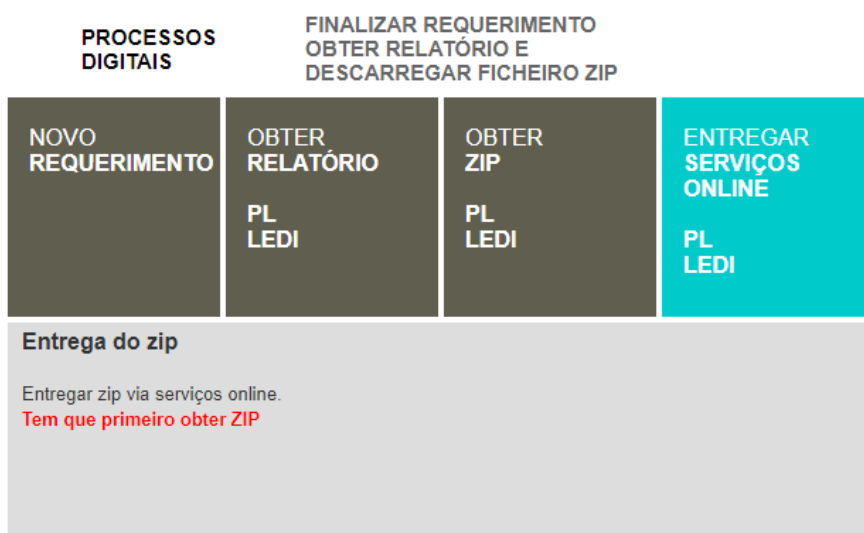 PROCESSOS
DIGITAIS
FINALIZAR REQUERIMENTO
OBTER RELATÓRIO E
DESCARREGAR FICHEIRO ZIP
NOVO
REQUERIMENTO
OBTER
RELATÓRIO
PL
LEDI
OBTER
ZIP
PL
LEDI
ENTREGAR
SERVIÇOS
ONLINE
PL
LEDI
Entrega do zip
Entregar zip via serviços online.
Tem que primeiro obter ZIP